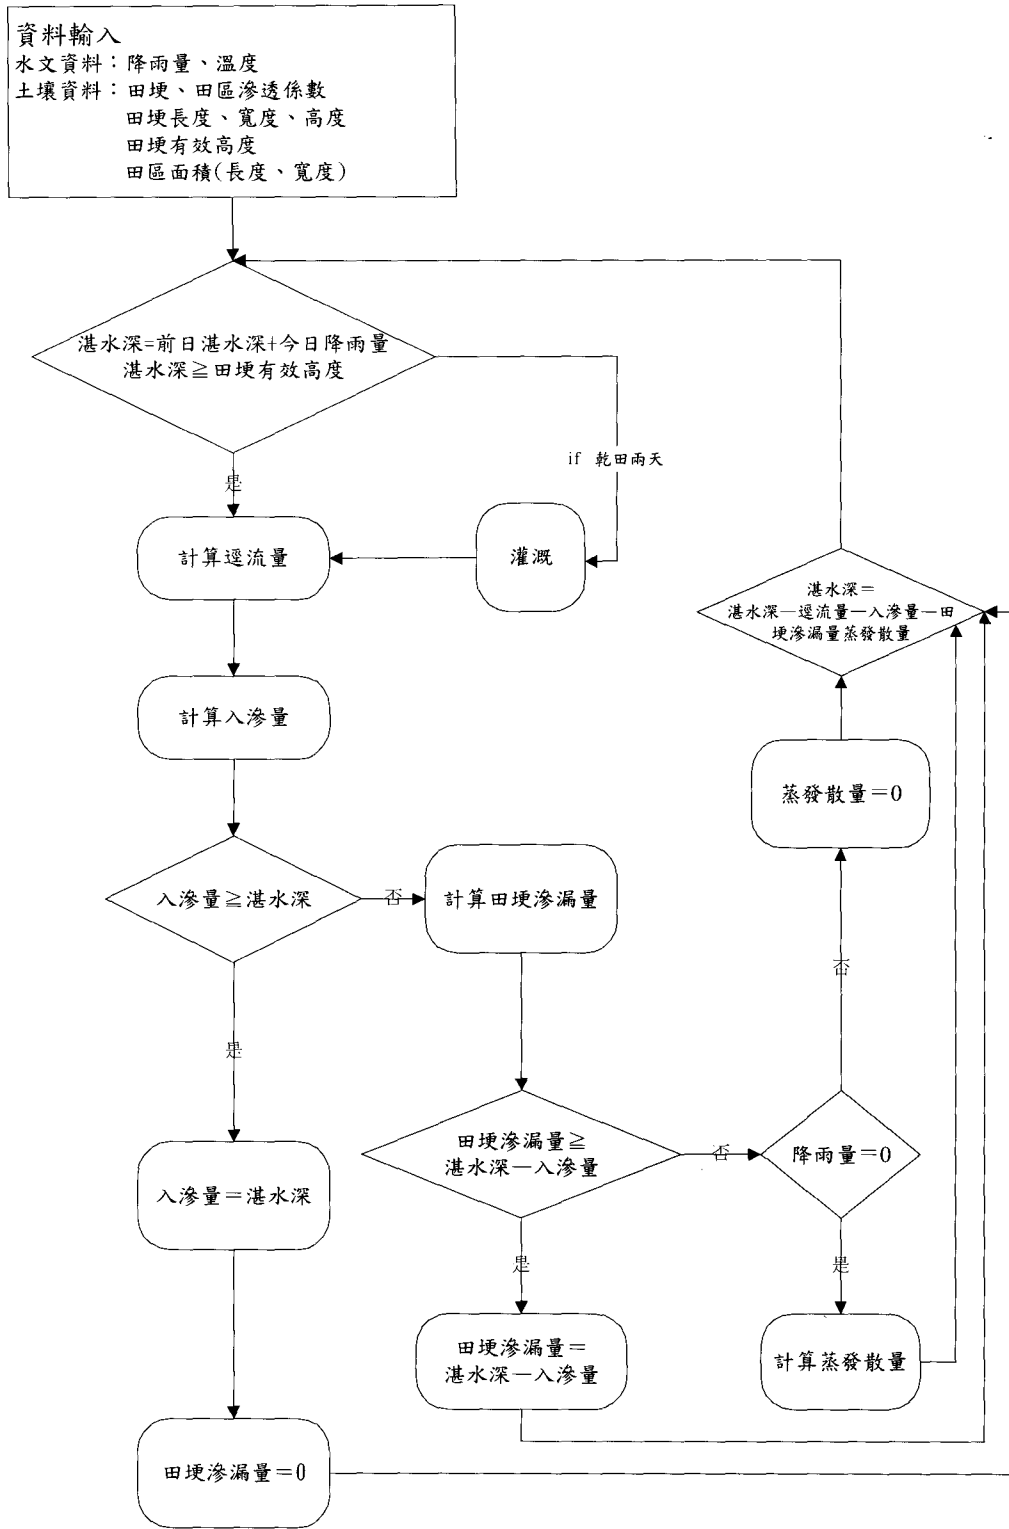 資料輸入
水文資料：降雨量、溫度
土壤資料：田埂、田區滲透係數
田埂長度、寬度、高度
田埂有效高度
田區面積(長度、寬度)
湛水深=前日湛水深+今日降雨量
湛水深≧田埂有效高度
if 乾田兩天
是
計算逕流量
灌溉
湛水深＝
湛水深－逕流量－入滲量－田
埂滲漏量蒸發散量
計算入滲量
蒸發散量＝0
入滲量≧湛水深
否
計算田埂滲漏量
否
是
田埂滲漏量≧
湛水深－入滲量
否
降雨量＝0
入滲量＝湛水深
是
是
田埂滲漏量＝
湛水深－入滲量
計算蒸發散量
田埂滲漏量＝0